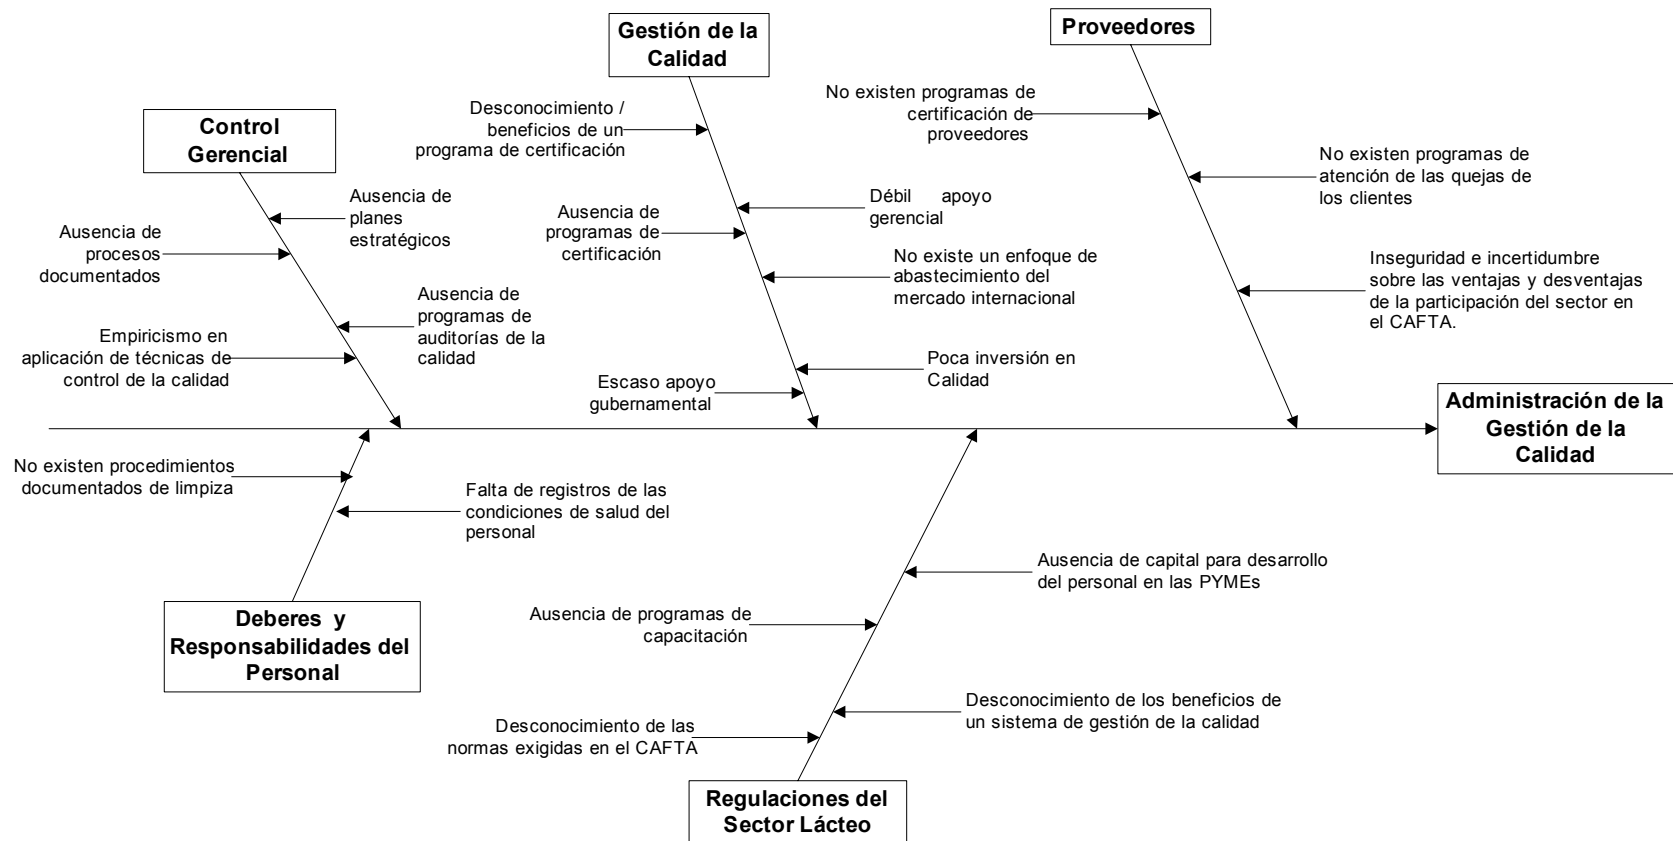 Gestión de la
Calidad
Proveedores
Control
Gerencial
Desconocimiento /
beneficios de un
programa de certificación
No existen programas de
certificación de
proveedores
Ausencia de
planes
estratégicos
Ausencia de
procesos
documentados
Ausencia de
programas de
auditorías de la
calidad
Empiricismo en
aplicación de técnicas de
control de la calidad
Débil apoyo
gerencial
Ausencia de
programas de
certificación
No existe un enfoque de
abastecimiento del
mercado internacional
Poca inversión en
Calidad
Escaso apoyo
gubernamental
No existen programas de
atención de las quejas de
los clientes
Inseguridad e incertidumbre
sobre las ventajas y desventajas
de la participación del sector en
el CAFTA.
Administración de la
Gestión de la
Calidad
No existen procedimientos
documentados de limpiza
Falta de registros de las
condiciones de salud del
personal
Deberes y
Responsabilidades del
Personal
Ausencia de capital para desarrollo
del personal en las PYMEs
Ausencia de programas de
capacitación
Desconocimiento de los beneficios de
un sistema de gestión de la calidad
Desconocimiento de las
normas exigidas en el CAFTA
Regulaciones del
Sector Lácteo